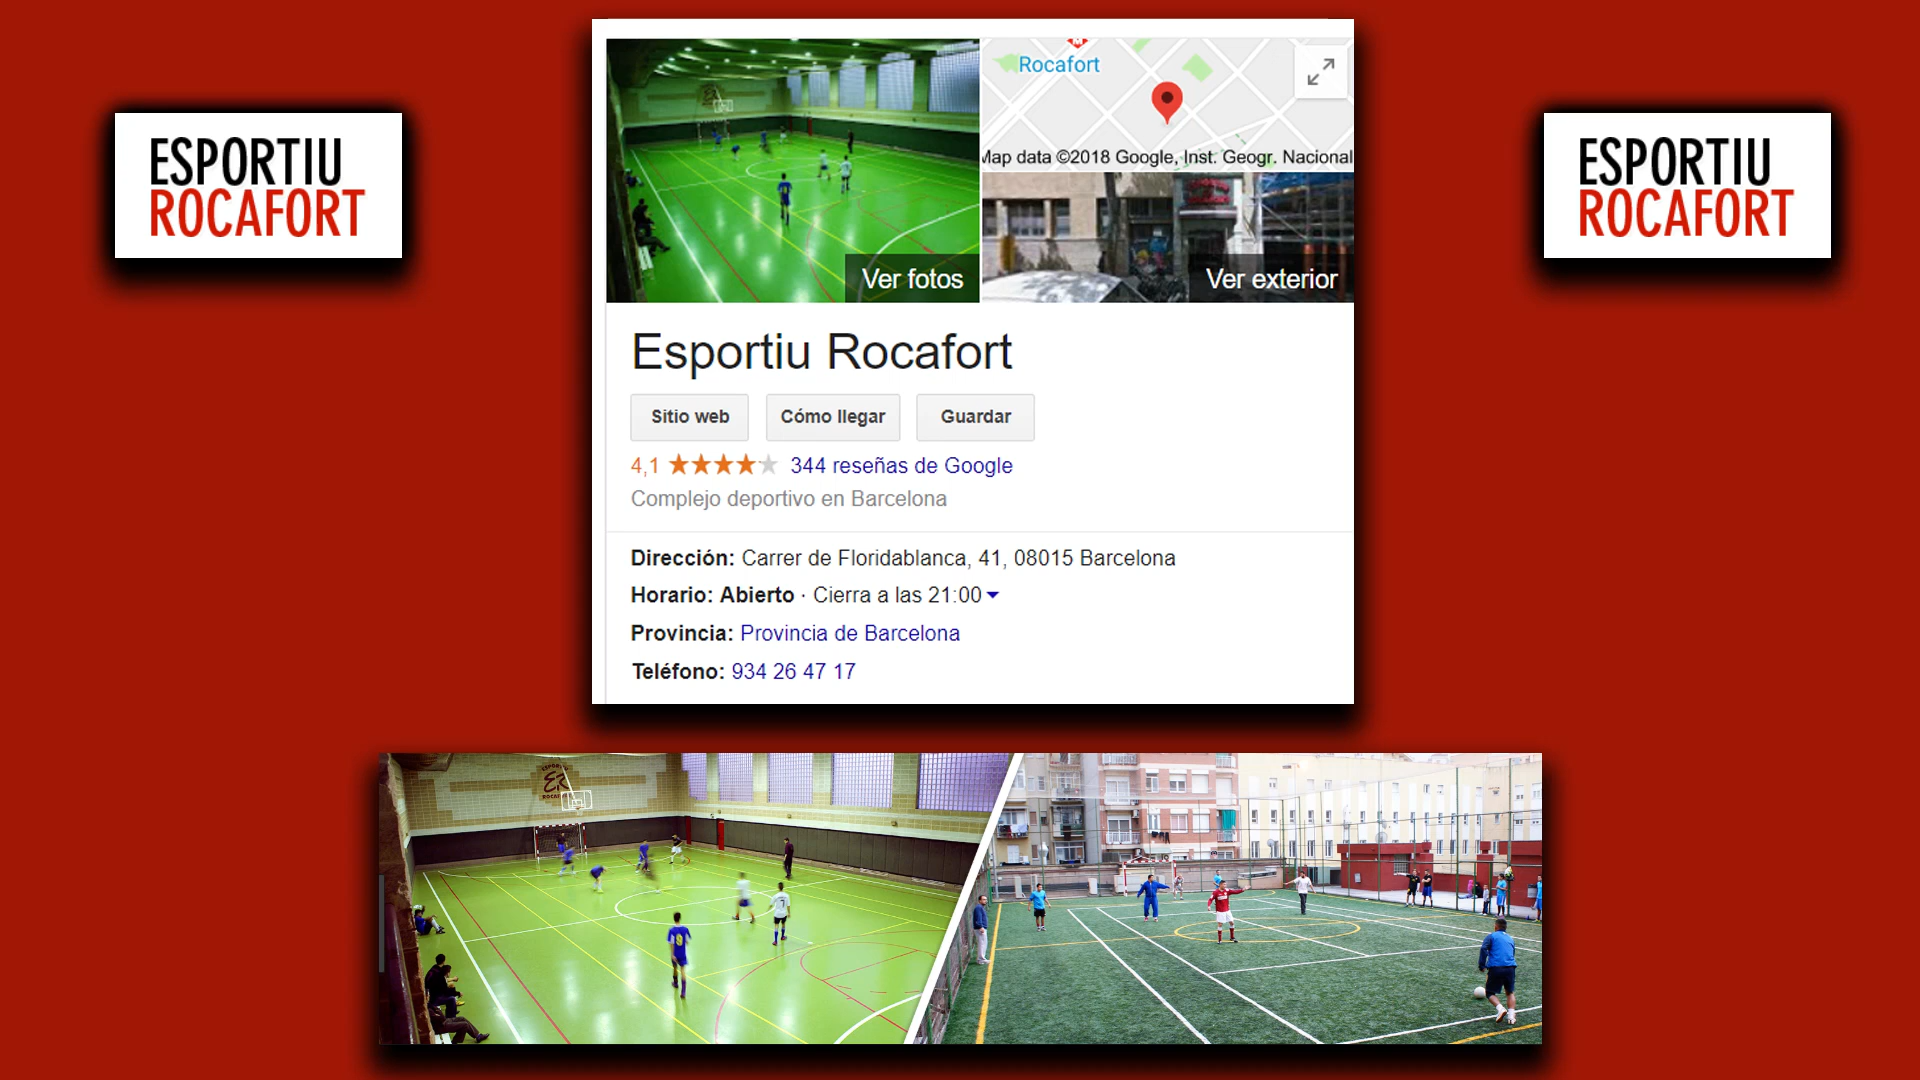 ESPORTIU
ROCAFORT
Rocafort
Map data ©2018 Google, Inst. Geogr. Nacional
Ver fotos
Ver exterior
ESPORTIU
ROCAFORT
Esportiu Rocafort
Sitio web
Cómo llegar
Guardar
4,1 344 reseñas de Google
Complejo deportivo en Barcelona
Dirección: Carrer de Floridablanca, 41, 08015 Barcelona
Horario: Abierto · Cierra a las 21:00
Provincia: Provincia de Barcelona
Teléfono: 934 26 47 17